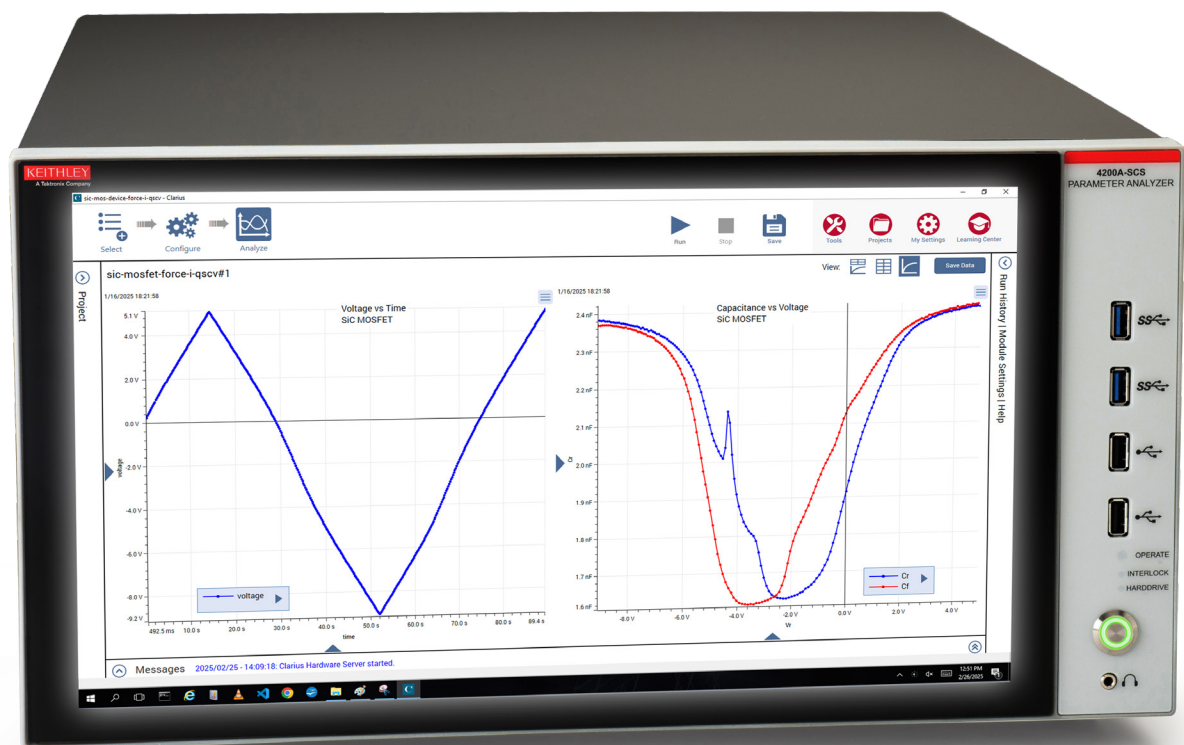 KEITHLEY
A Tektronix Company
4200A-SCS
PARAMETER ANALYZER
sic-mos-device-force-i-qscv - Clarius
Select
Configure
Analyze
Run
Stop
Save
Tools
Projects
My Settings
Learning Center
sic-mosfet-force-i-qscv#1
View:
Save Data
Project
Run History | Module Settings | Help
1/16/2025 18:21:58
Voltage vs Time
SiC MOSFET
5.1 V
4.0 V
2.0 V
0.0 V
-2.0 V
-4.0 V
-6.0 V
-8.0 V
-9.2 V
voltage
voltage
492.5 ms
10.0 s
20.0 s
30.0 s
40.0 s
50.0 s
60.0 s
70.0 s
80.0 s
89.4 s
time
1/16/2025 18:21:58
Capacitance vs Voltage
SiC MOSFET
2.4 nF
2.3 nF
2.2 nF
2.1 nF
2.0 nF
1.9 nF
1.8 nF
1.7 nF
1.6 nF
Cr
Cr
Cf
-8.0 V
-6.0 V
-4.0 V
-2.0 V
0.0 V
2.0 V
4.0 V
Vr
Messages
2025/02/25 - 14:09:18: Clarius Hardware Server started.
12:51 PM
2/26/2025
SS
SS
OPERATE
INTERLOCK
HARDDRIVE